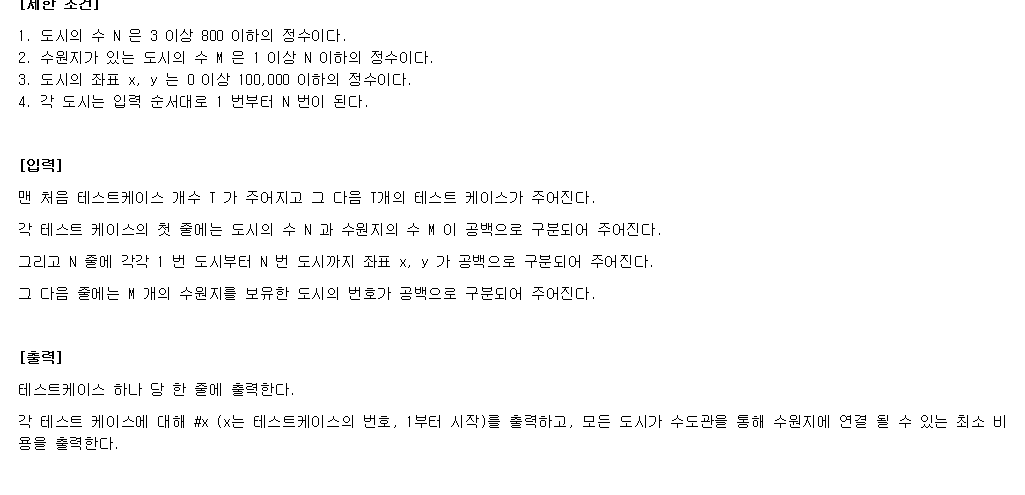 [제한 조건]
1. 도시의 수 N 은 3 이상 800 이하의 정수이다.
2. 수원지가 있는 도시의 수 M 은 1 이상 N 이하의 정수이다.
3. 도시의 좌표 x, y 는 0 이상 100,000 이하의 정수이다.
4. 각 도시는 입력 순서대로 1 번부터 N 번이 된다.
[입력]
맨 처음 테스트케이스 개수 T 가 주어지고 그 다음 T개의 테스트 케이스가 주어진다.
각 테스트 케이스의 첫 줄에는 도시의 수 N 과 수원지의 수 M 이 공백으로 구분되어 주어진다.
그리고 N 줄에 각각 1 번 도시부터 N 번 도시까지 좌표 x, y 가 공백으로 구분되어 주어진다.
그 다음 줄에는 M 개의 수원지를 보유한 도시의 번호가 공백으로 구분되어 주어진다.
[출력]
테스트케이스 하나 당 한 줄에 출력한다.
각 테스트 케이스에 대해 #x (x는 테스트케이스의 번호, 1부터 시작)를 출력하고, 모든 도시가 수도관을 통해 수원지에 연결 될 수 있는 최소 비
용을 출력한다.